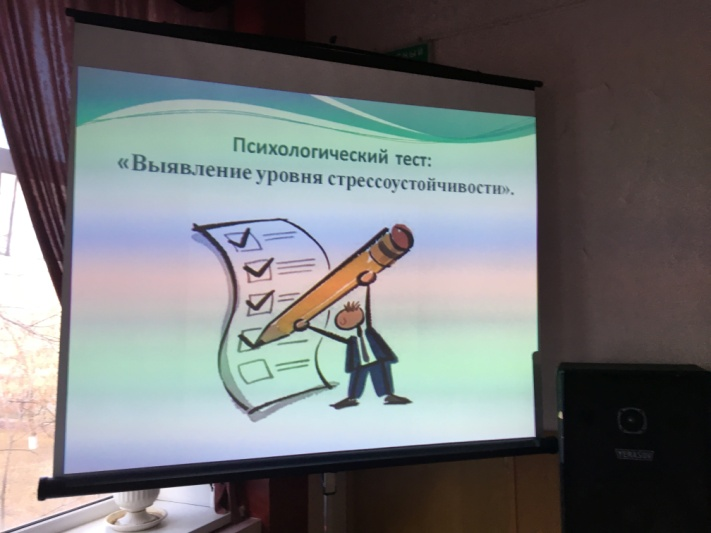 Психологический тест:
«Выявление уровня стрессоустойчивости».